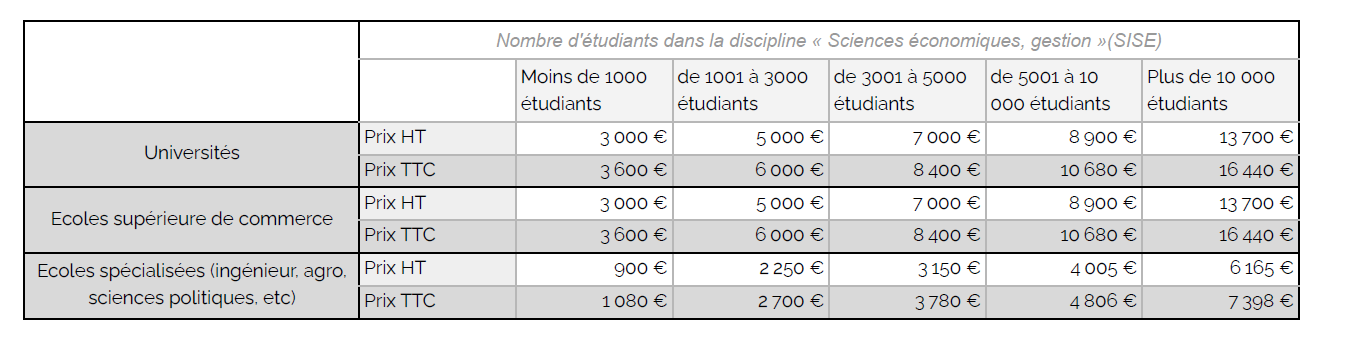 Nombre d'étudiants dans la discipline « Sciences économiques, gestion »(SISE)
Moins de 1000 étudiants | de 1001 à 3000 étudiants | de 3001 à 5000 étudiants | de 5001 à 10 000 étudiants | Plus de 10 000 étudiants
Universités | Prix HT | 3 000 € | 5 000 € | 7 000 € | 8 900 € | 13 700 €
Prix TTC | 3 600 € | 6 000 € | 8 400 € | 10 680 € | 16 440 €
Ecoles supérieure de commerce | Prix HT | 3 000 € | 5 000 € | 7 000 € | 8 900 € | 13 700 €
Prix TTC | 3 600 € | 6 000 € | 8 400 € | 10 680 € | 16 440 €
Ecoles spécialisées (ingénieur, agro, sciences politiques, etc) | Prix HT | 900 € | 2 250 € | 3 150 € | 4 005 € | 6 165 €
Prix TTC | 1 080 € | 2 700 € | 3 780 € | 4 806 € | 7 398 €